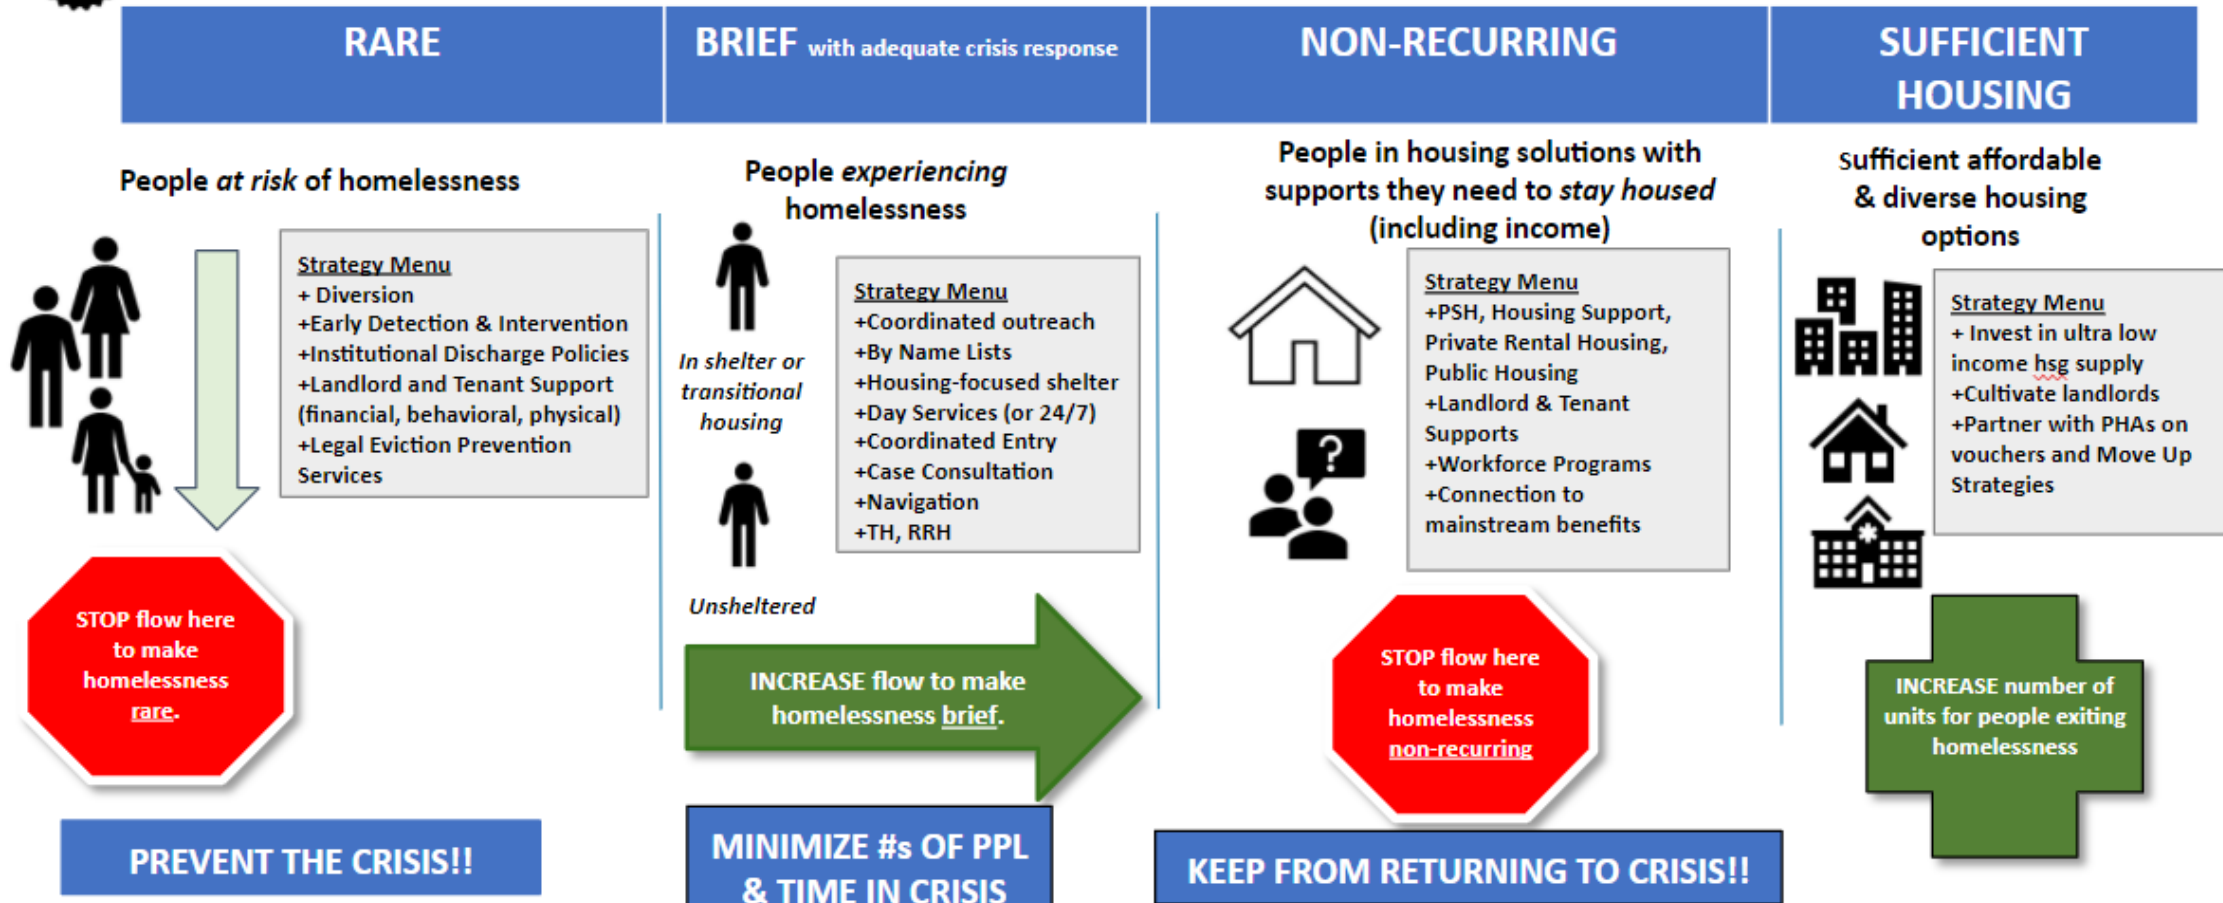 RARE
BRIEF with adequate crisis response
NON-RECURRING
SUFFICIENT
HOUSING
People at risk of homelessness
Strategy Menu
+ Diversion
+Early Detection & Intervention
+Institutional Discharge Policies
+Landlord and Tenant Support
(financial, behavioral, physical)
+Legal Eviction Prevention
Services
STOP flow here
to make
homelessness
rare.
PREVENT THE CRISIS!!
People experiencing
homelessness
In shelter or
transitional
housing
Unsheltered
Strategy Menu
+Coordinated outreach
+By Name Lists
+Housing-focused shelter
+Day Services (or 24/7)
+Coordinated Entry
+Case Consultation
+Navigation
+TH, RRH
INCREASE flow to make
homelessness brief.
MINIMIZE #s OF PPL
& TIME IN CRISIS
People in housing solutions with
supports they need to stay housed
(including income)
?
Strategy Menu
+PSH, Housing Support,
Private Rental Housing,
Public Housing
+Landlord & Tenant
Supports
+Workforce Programs
+Connection to
mainstream benefits
STOP flow here
to make
homelessness
non-recurring
KEEP FROM RETURNING TO CRISIS!!
Sufficient affordable
& diverse housing
options
Strategy Menu
+ Invest in ultra low
income hsg supply
+Cultivate landlords
+Partner with PHAs on
vouchers and Move Up
Strategies
INCREASE number of
units for people exiting
homelessness